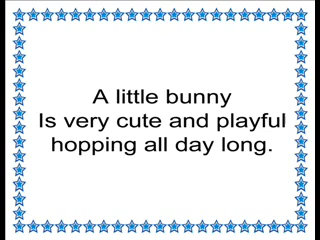 A little bunny
Is very cute and playful
hopping all day long.